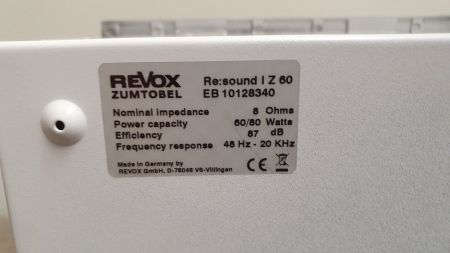 REVOX Re:sound I Z 60
ZUMTOBEL EB 10128340
Nominal impedance 8 Ohms
Power capacity 60/80 Watts
Efficiency 87 dB
Frequency response 48 Hz - 20 KHz
Made in Germany by
REVOX GmbH, D-78048 VS-Villingen
CE